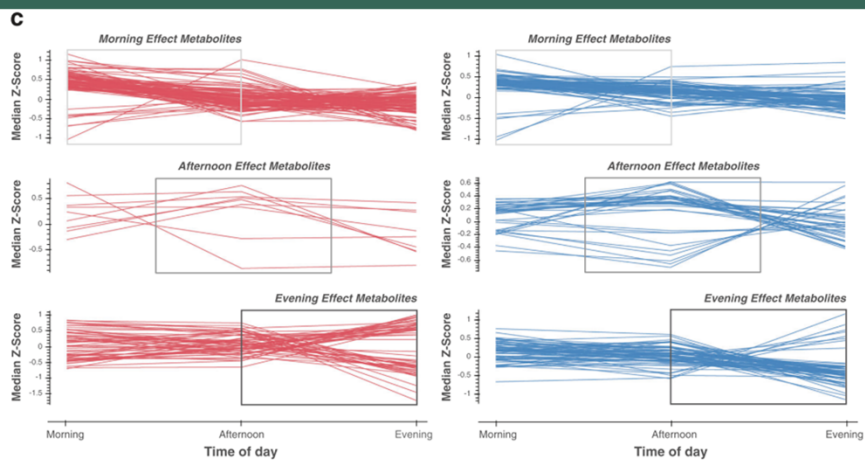 c
Morning Effect Metabolites
Morning Effect Metabolites
Median Z-Score
1
0.5
0
-0.5
-1
Median Z-Score
1
0.5
0
-0.5
-1
Afternoon Effect Metabolites
Afternoon Effect Metabolites
Median Z-Score
0.5
0
-0.5
Median Z-Score
0.6
0.4
0.2
0
-0.2
-0.4
-0.6
Evening Effect Metabolites
Evening Effect Metabolites
Median Z-Score
1
0.5
0
-0.5
-1
-1.5
Median Z-Score
1
0.5
0
-0.5
-1
Morning Afternoon Evening
Morning Afternoon Evening
Time of day
Time of day